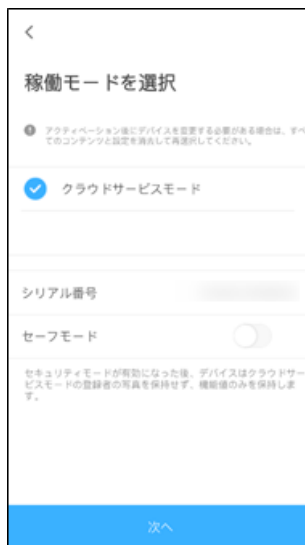 稼働モードを選択
アクティベーション後にデバイスを変更する必要がある場合は、すべ
てのコンテンツと設定を消去して再選択してください。
クラウドサービスモード
シリアル番号
セーフモード
セキュリティモードが有効になった後、デバイスはクラウドサー
ビスモードの登録者の写真を保持せず、機能値のみを保持しま
す。
次へ